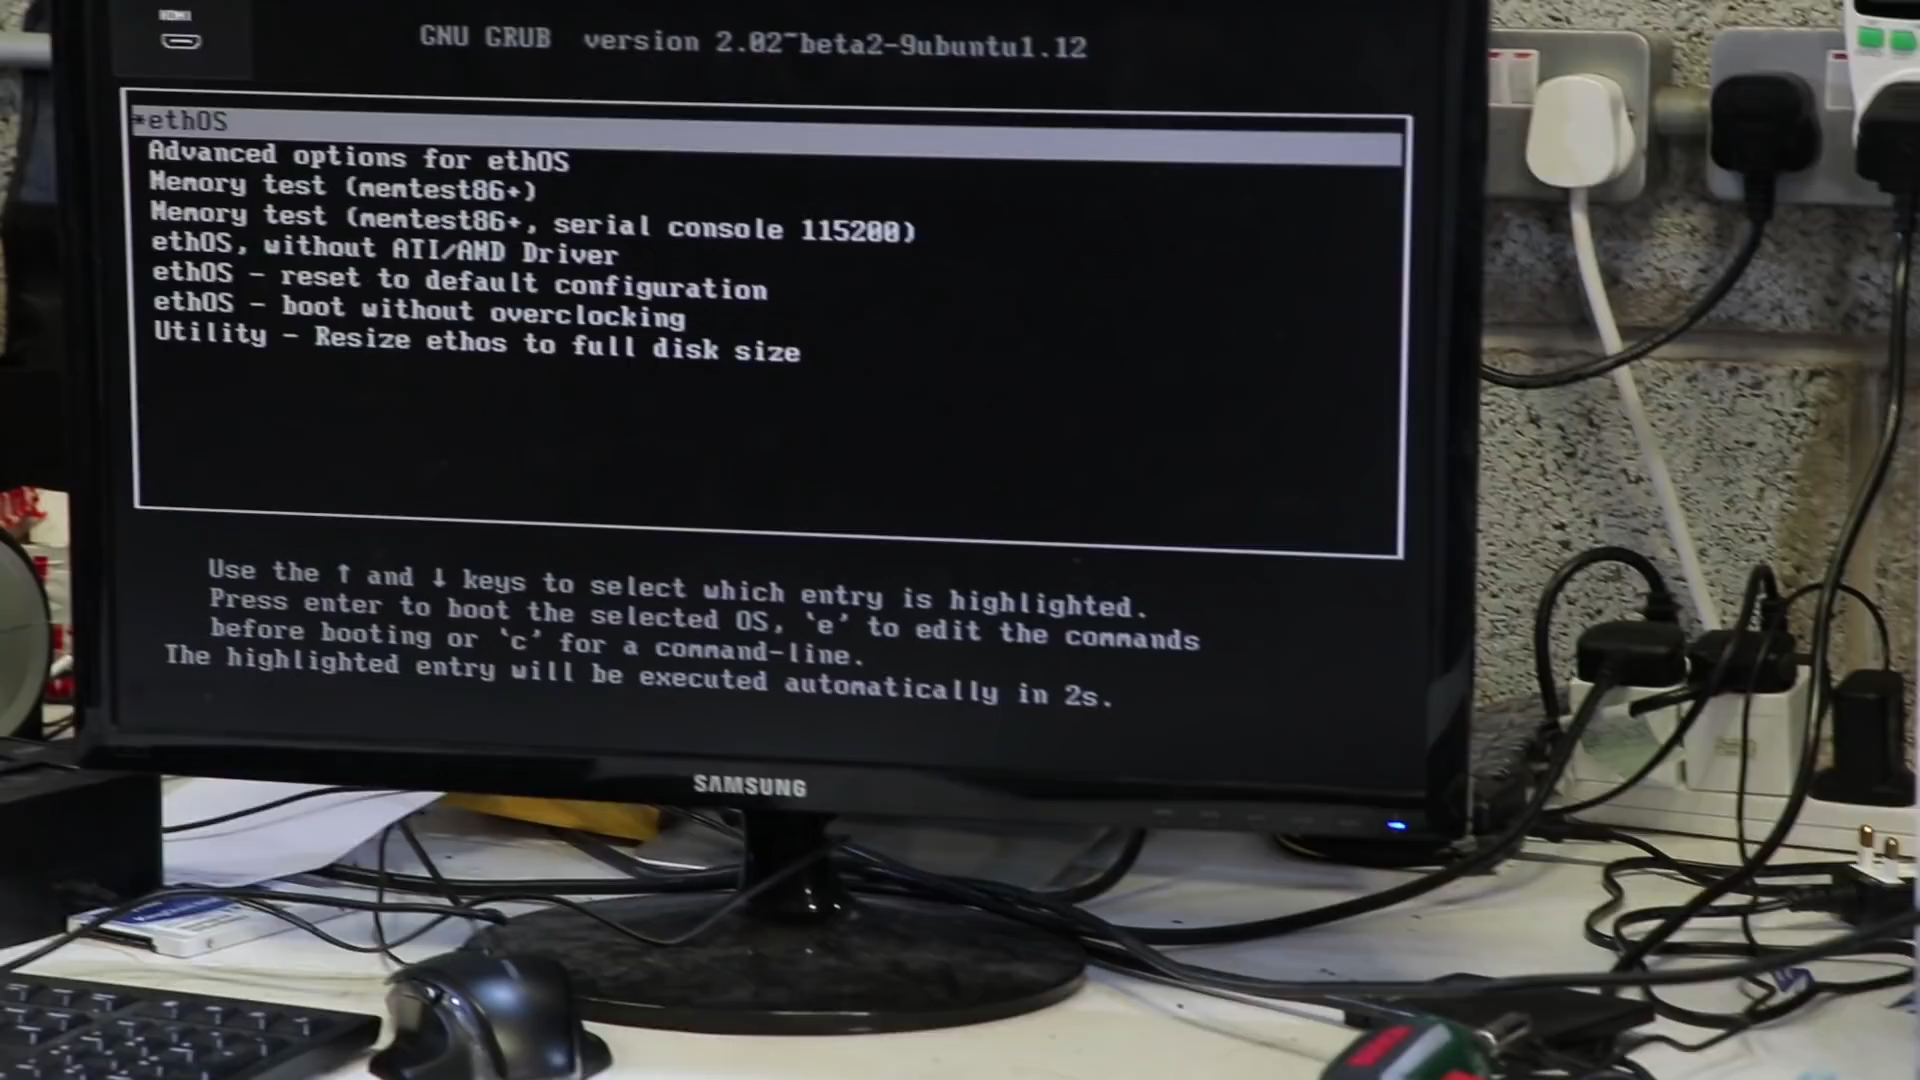 HDMI
GNU GRUB version 2.02~beta2-9ubuntu1.12
*ethOS
Advanced options for ethOS
Memory test (memtest86+)
Memory test (memtest86+, serial console 115200)
ethOS, without ATI/AMD Driver
ethOS - reset to default configuration
ethOS - boot without overclocking
Utility - Resize ethos to full disk size
Use the ↑ and ↓ keys to select which entry is highlighted.
Press enter to boot the selected OS, `e' to edit the commands
before booting or `c' for a command-line.
The highlighted entry will be executed automatically in 2s.
SAMSUNG